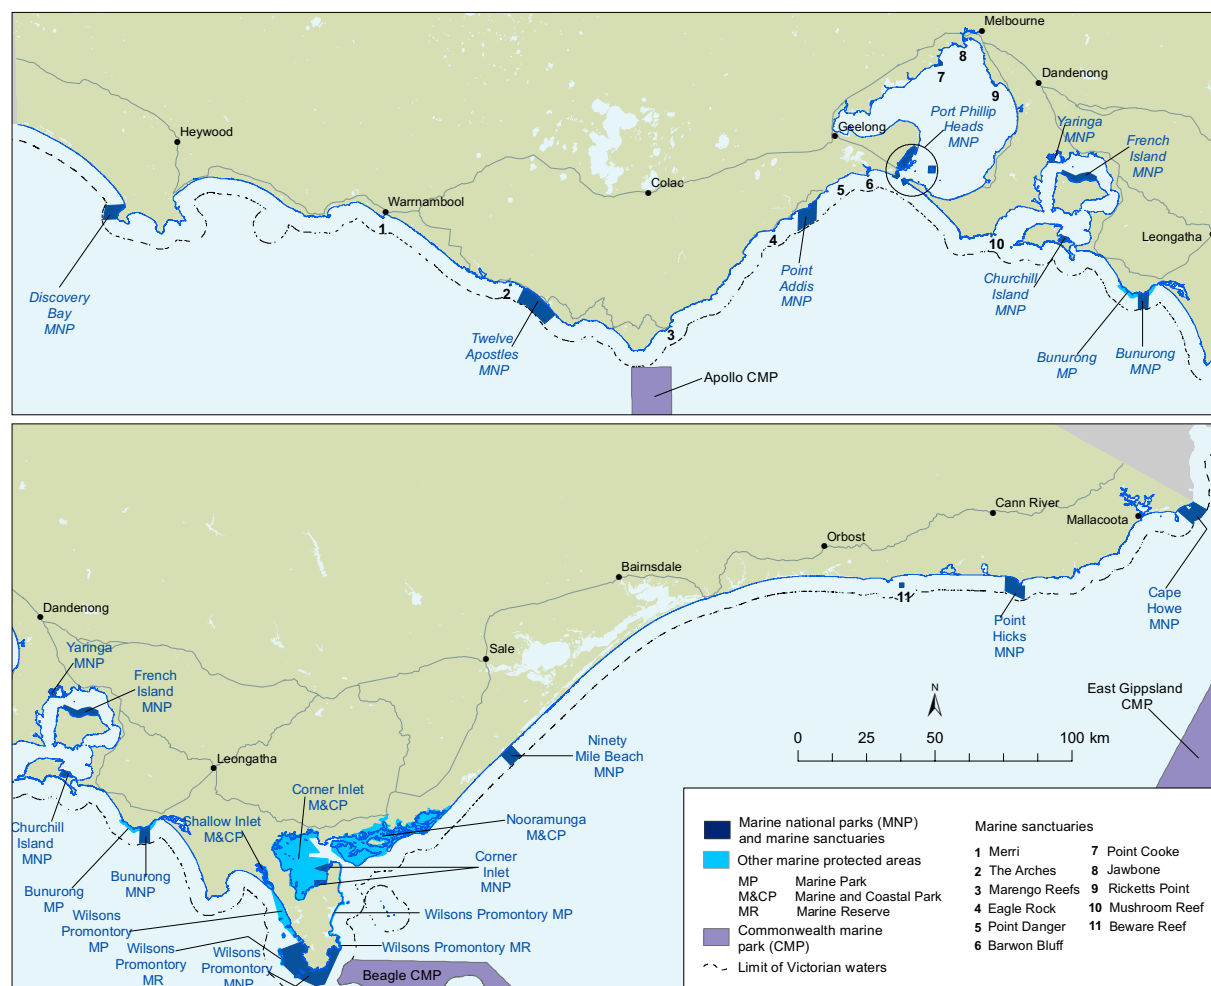 Melbourne
8
7
Dandenong
9
Port Phillip
Heads
MNP
Yaringa
MNP
French
Island
MNP
Heywood
Geelong
Colac
5
6
Warrnambool
1
4
10
Leongatha
Point
Addis
MNP
Churchill
Island
MNP
Discovery
Bay
MNP
2
Twelve
Apostles
MNP
3
Bunurong
MP
Bunurong
MNP
Apollo CMP
Cann River
Mallacoota
Orbost
Bairnsdale
11
Cape
Howe
MNP
Point
Hicks
MNP
Dandenong
Yaringa
MNP
French
Island
MNP
Sale
East Gippsland
CMP
N
0 25 50 100 km
Ninety
Mile Beach
MNP
Leongatha
Corner Inlet
M&CP
Shallow Inlet
M&CP
Nooramunga
M&CP
Churchill
Island
MNP
Corner
Inlet
MNP
Bunurong
MNP
Bunurong
MP
Wilsons
Promontory
MP
Wilsons Promontory MP
Wilsons
Promontory
MR
Wilsons
Promontory
MNP
Wilsons Promontory MR
Beagle CMP
Marine national parks (MNP)
and marine sanctuaries
Other marine protected areas
MP Marine Park
M&CP Marine and Coastal Park
MR Marine Reserve
Commonwealth marine
park (CMP)
Limit of Victorian waters
Marine sanctuaries
1 Merri
2 The Arches
3 Marengo Reefs
4 Eagle Rock
5 Point Danger
6 Barwon Bluff
7 Point Cooke
8 Jawbone
9 Ricketts Point
10 Mushroom Reef
11 Beware Reef